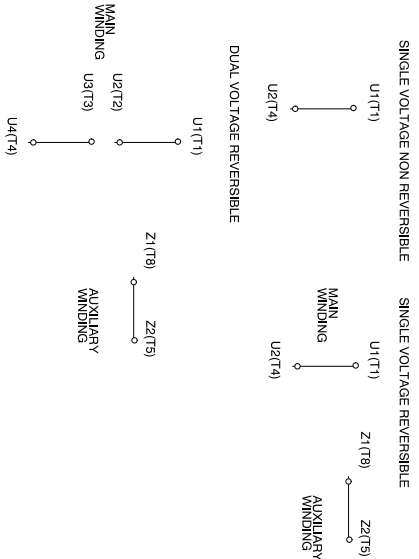 SINGLE VOLTAGE NON REVERSIBLE
U1(T1)
U2(T4)
SINGLE VOLTAGE REVERSIBLE
U1(T1)
MAIN
WINDING
U2(T4)
Z1(T8)
Z2(T5)
AUXILIARY
WINDING
DUAL VOLTAGE REVERSIBLE
U1(T1)
MAIN
WINDING
U2(T2)
U3(T3)
U4(T4)
Z1(T8)
Z2(T5)
AUXILIARY
WINDING